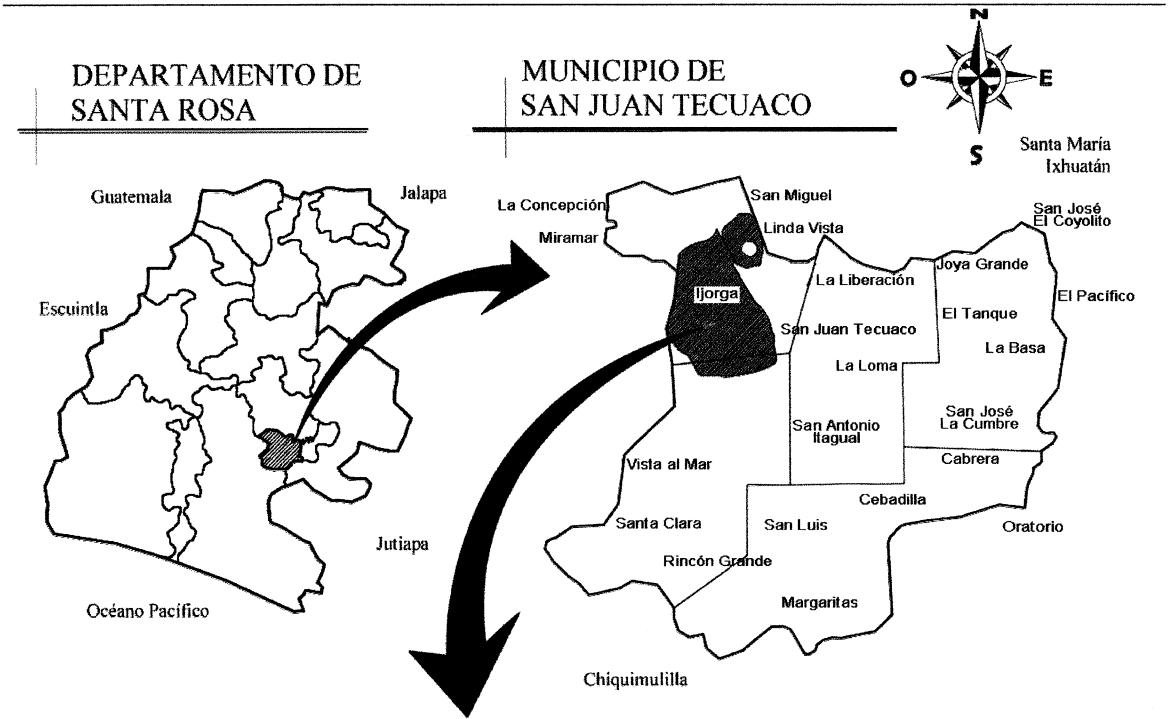 DEPARTAMENTO DE
SANTA ROSA
MUNICIPIO DE
SAN JUAN TECUACO
N
O
E
S
Guatemala
Jalapa
Escuintla
Jutiapa
Océano Pacífico
Santa María
Ixhuatán
La Concepción
San Miguel
San José
El Coyolito
Miramar
Linda Vista
Joya Grande
La Liberación
Ijorga
El Pacífico
El Tanque
San Juan Tecuaco
La Basa
La Loma
San José
La Cumbre
San Antonio
Itagual
Cabrera
Vista al Mar
Cebadilla
Santa Clara
San Luis
Oratorio
Rincón Grande
Margaritas
Chiquimulilla